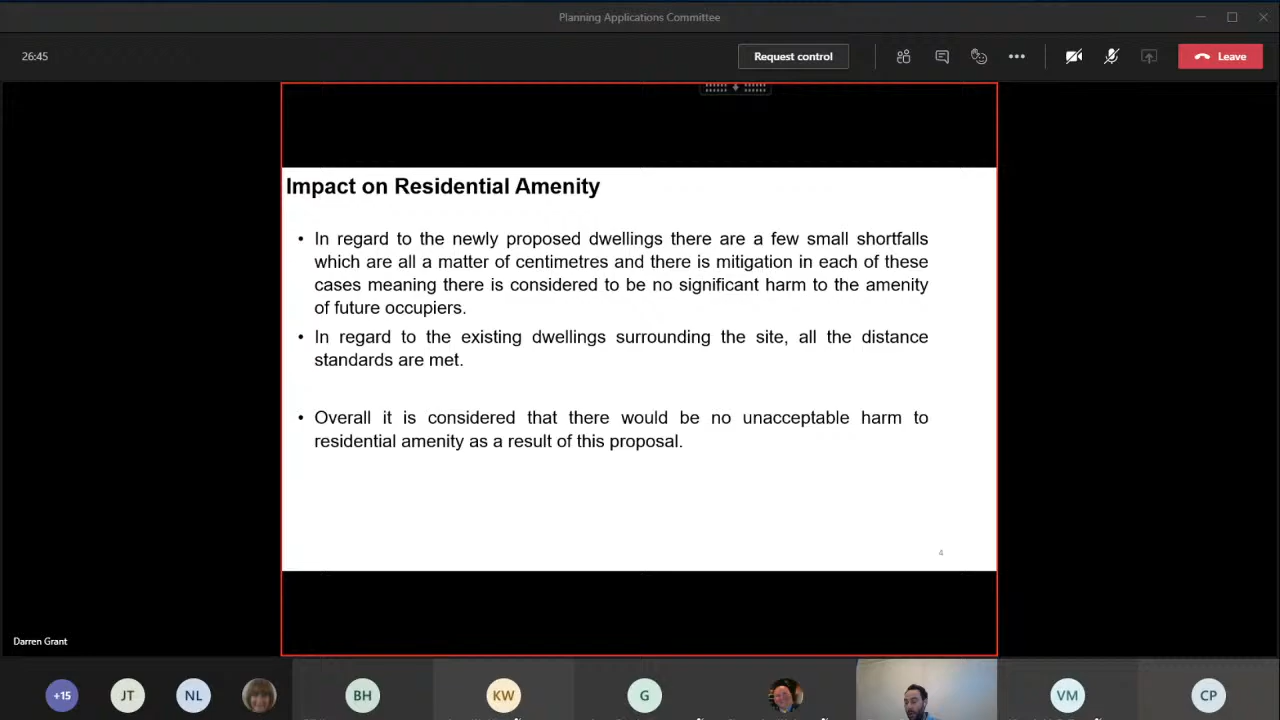 Planning Applications Committee
26:45
Request control
Leave
Impact on Residential Amenity
• In regard to the newly proposed dwellings there are a few small shortfalls
which are all a matter of centimetres and there is mitigation in each of these
cases meaning there is considered to be no significant harm to the amenity
of future occupiers.
• In regard to the existing dwellings surrounding the site, all the distance
standards are met.
• Overall it is considered that there would be no unacceptable harm to
residential amenity as a result of this proposal.
4
Darren Grant
+15
JT
NL
BH
KW
G
VM
CP